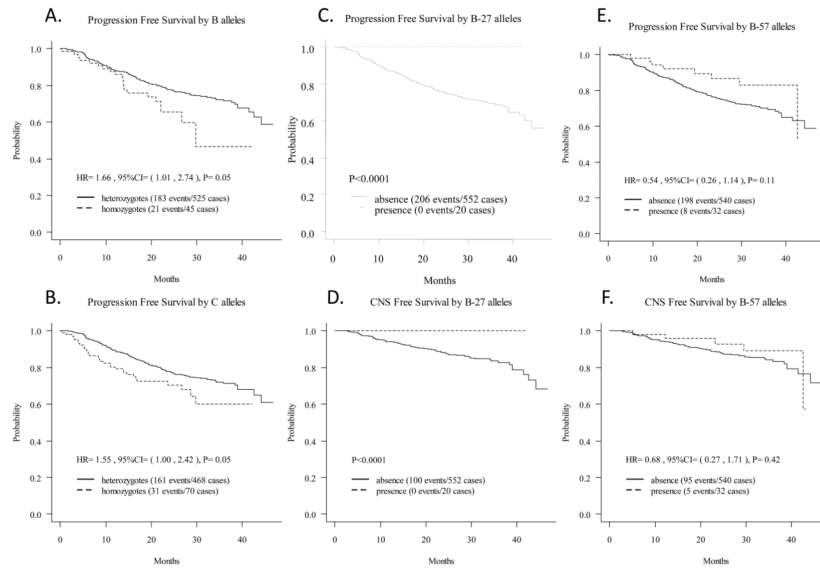 A.
Progression Free Survival by B alleles
Probability
1.0
0.8
0.6
0.4
0.2
0.0
HR= 1.66 , 95%CI= ( 1.01 , 2.74 ), P= 0.05
heterozygotes (183 events/525 cases)
homozygotes (21 events/45 cases)
0 10 20 30 40
Months
B.
Progression Free Survival by C alleles
Probability
1.0
0.8
0.6
0.4
0.2
0.0
HR= 1.55 , 95%CI= ( 1.00 , 2.42 ), P= 0.05
heterozygotes (161 events/468 cases)
homozygotes (31 events/70 cases)
0 10 20 30 40
Months
C.
Progression Free Survival by B-27 alleles
Probability
1.0
0.8
0.6
0.4
0.2
0.0
P<0.0001
absence (206 events/552 cases)
presence (0 events/20 cases)
0 10 20 30 40
Months
D.
CNS Free Survival by B-27 alleles
Probability
1.0
0.8
0.6
0.4
0.2
0.0
P<0.0001
absence (100 events/552 cases)
presence (0 events/20 cases)
0 10 20 30 40
Months
E.
Progression Free Survival by B-57 alleles
Probability
1.0
0.8
0.6
0.4
0.2
0.0
HR= 0.54 , 95%CI= ( 0.26 , 1.14 ), P= 0.11
absence (198 events/540 cases)
presence (8 events/32 cases)
0 10 20 30 40
Months
F.
CNS Free Survival by B-57 alleles
Probability
1.0
0.8
0.6
0.4
0.2
0.0
HR= 0.68 , 95%CI= ( 0.27 , 1.71 ), P= 0.42
absence (95 events/540 cases)
presence (5 events/32 cases)
0 10 20 30 40
Months